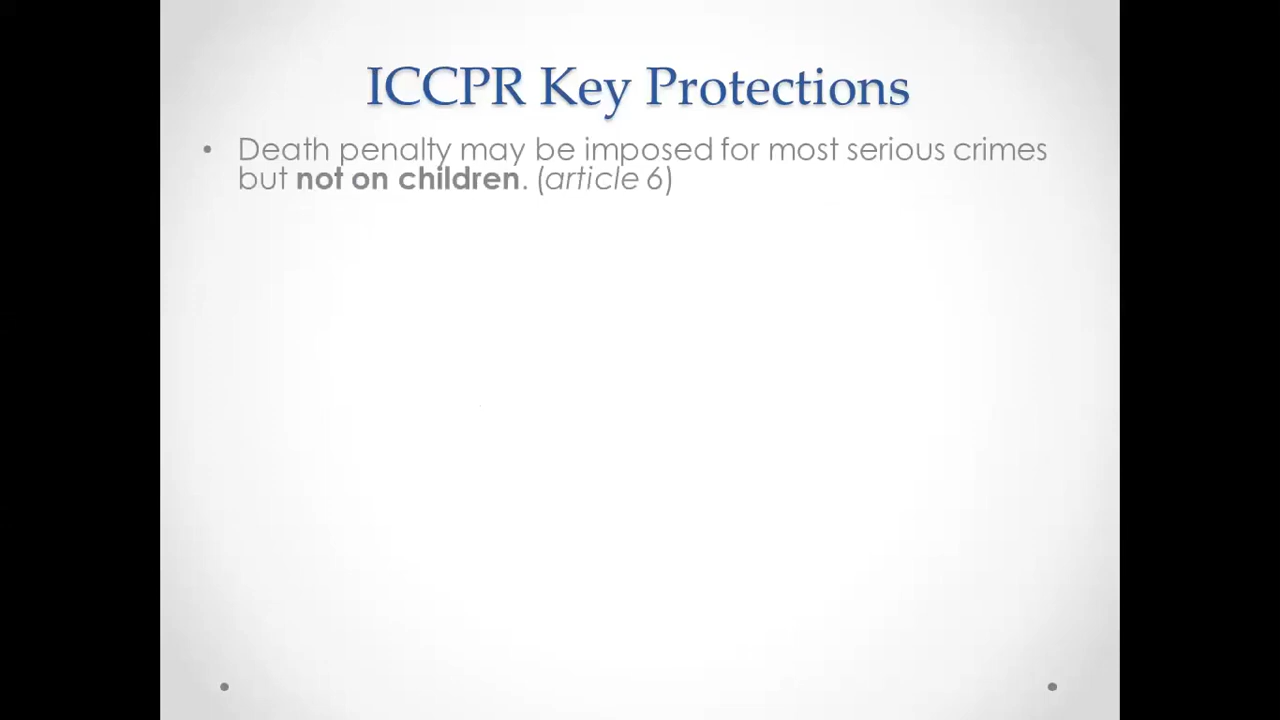 ICCPR Key Protections
• Death penalty may be imposed for most serious crimes
but not on children. (article 6)